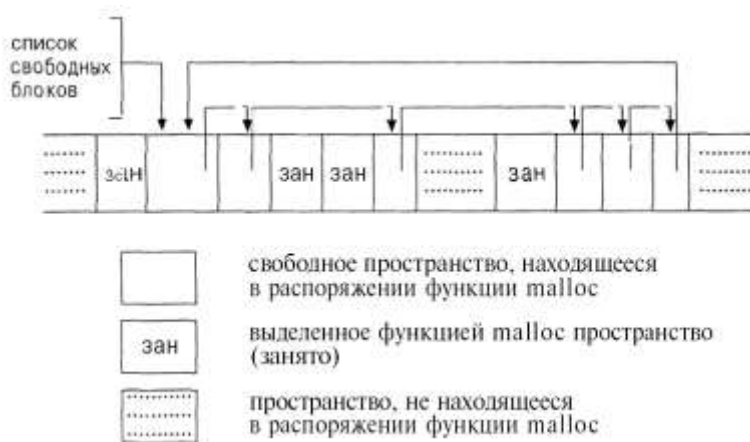 список
свободных
блоков
зан
зан
зан
зан
свободное пространство, находящееся
в распоряжении функции malloc
зан
выделенное функцией malloc пространство
(занято)
пространство, не находящееся
в распоряжении функции malloc